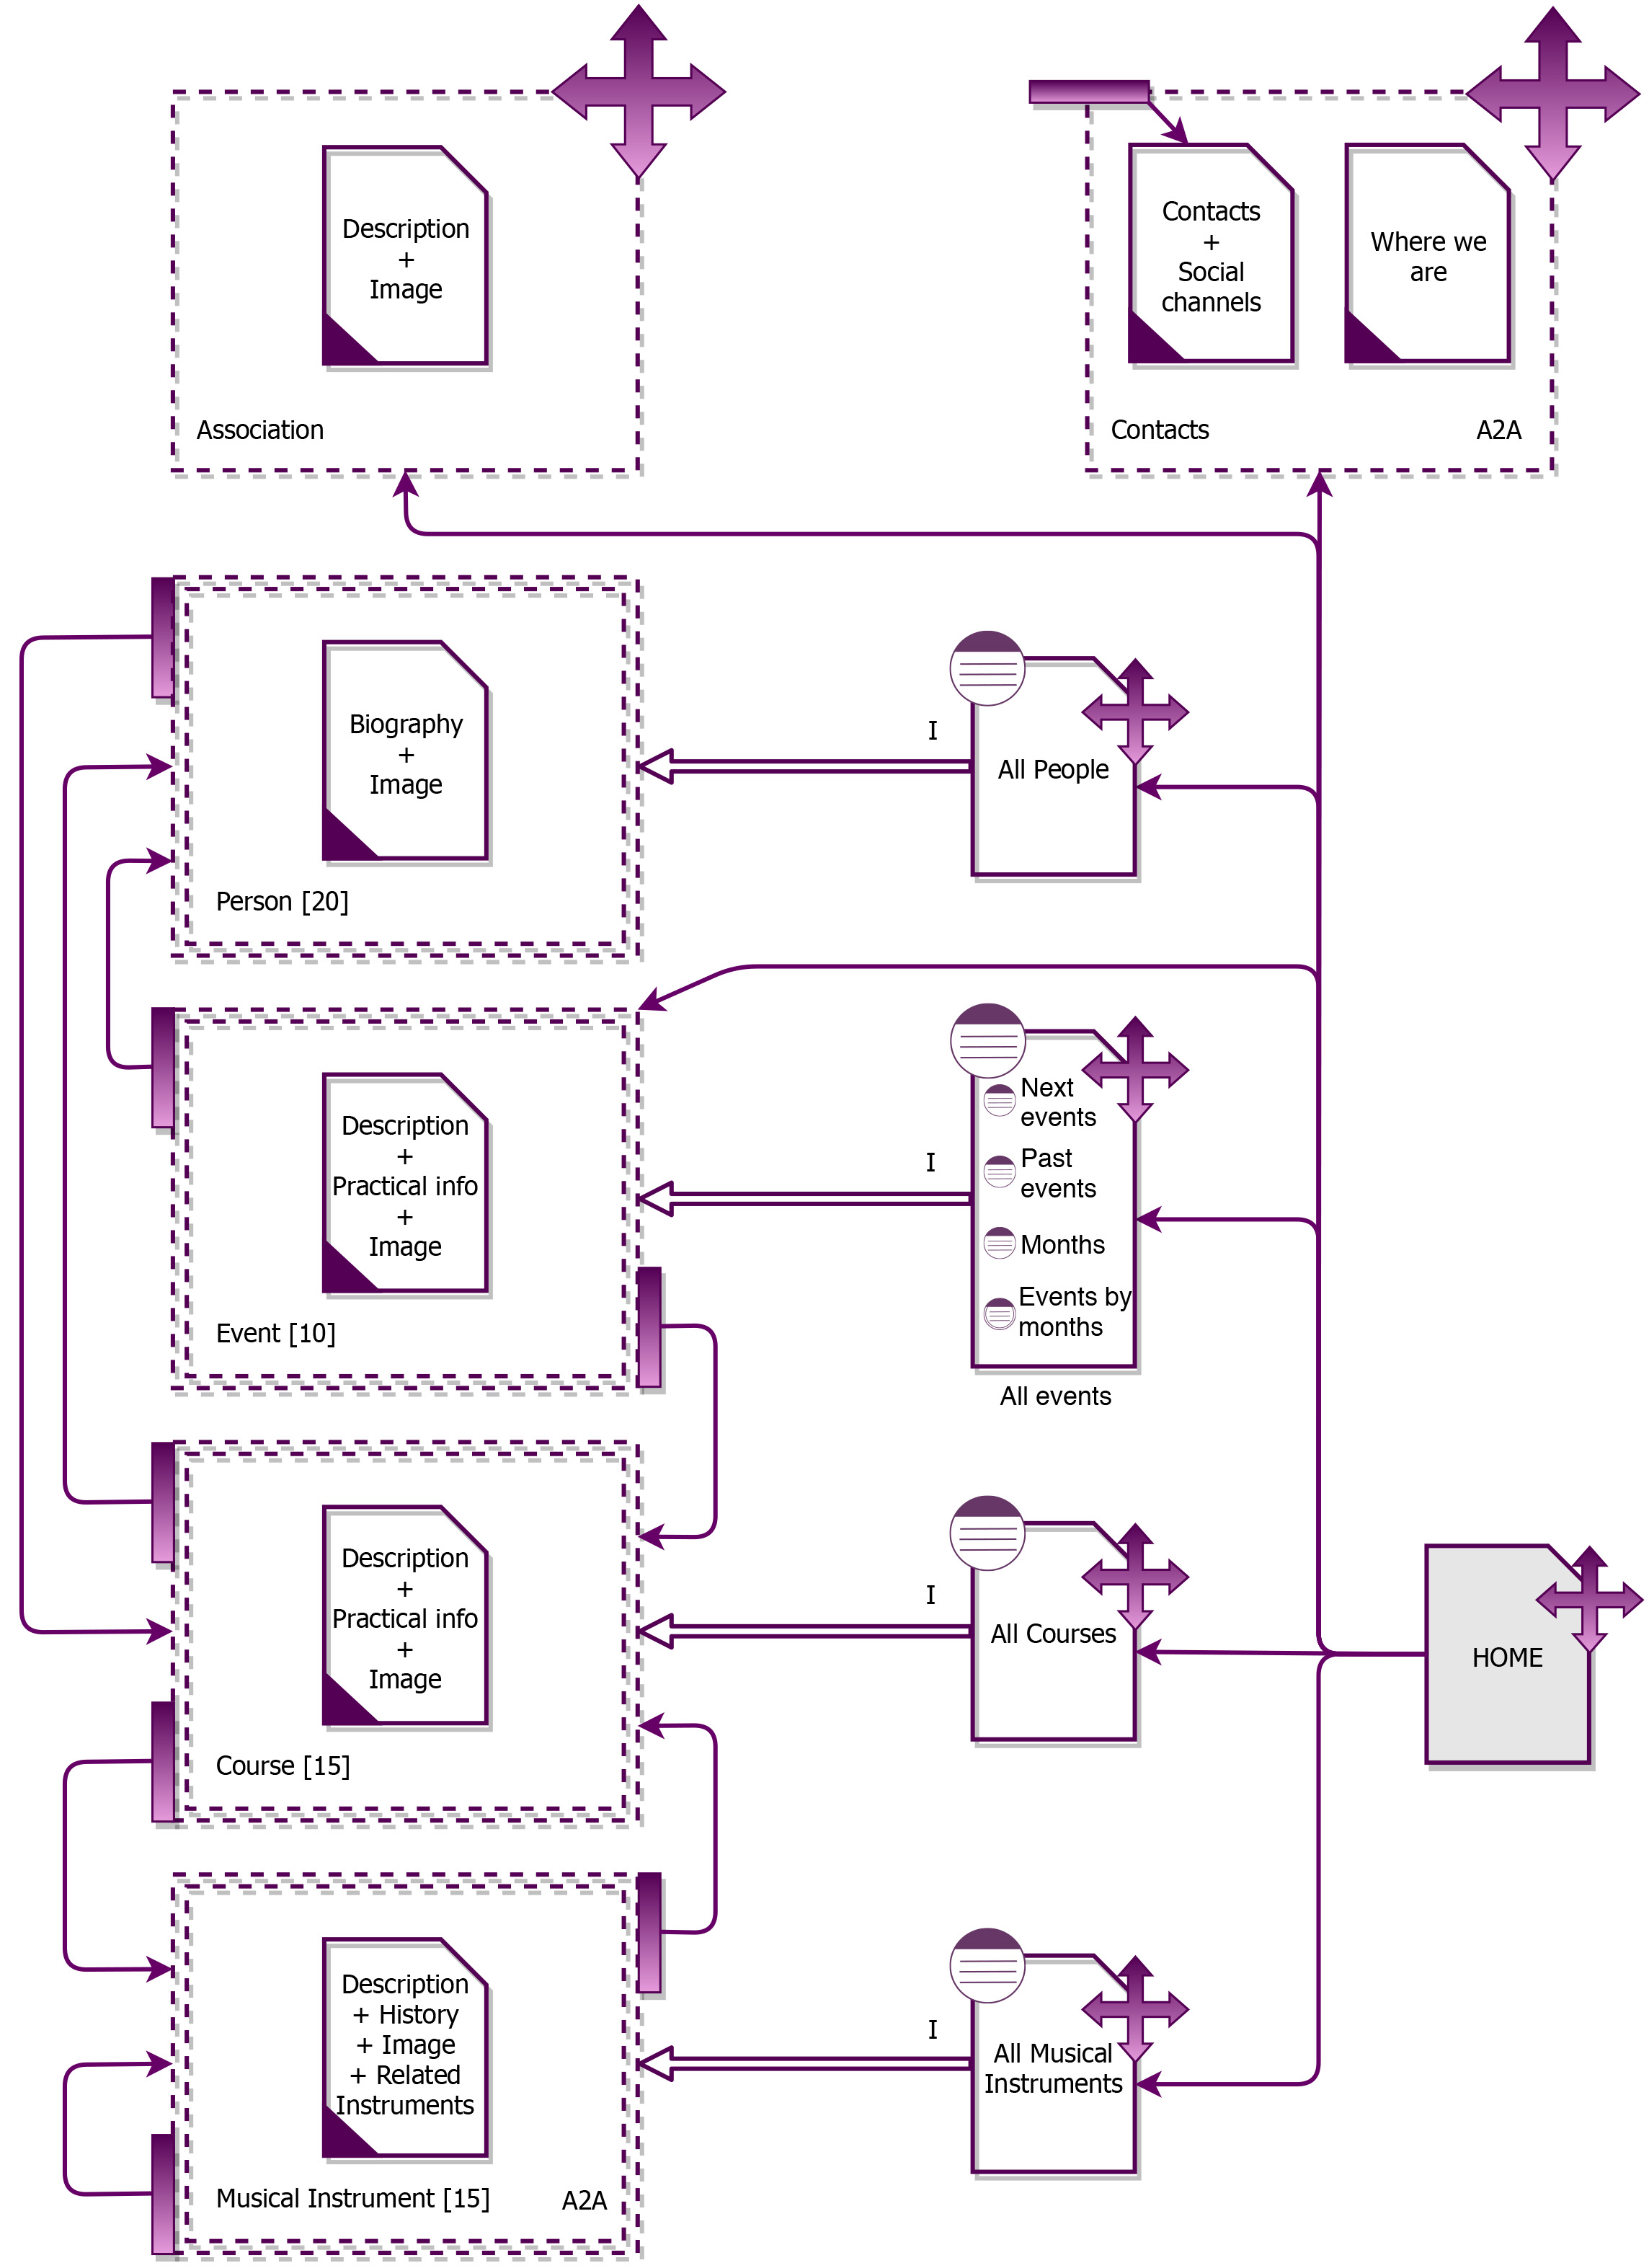 Description
+
Image
Association
Contacts
+
Social
channels
Where we
are
Contacts
A2A
Biography
+
Image
Person [20]
I
All People
Description
+
Practical info
+
Image
Event [10]
I
Next
events
Past
events
Months
Events by
months
All events
Description
+
Practical info
+
Image
Course [15]
I
All Courses
HOME
Description
+ History
+ Image
+ Related
Instruments
Musical Instrument [15]
A2A
I
All Musical
Instruments